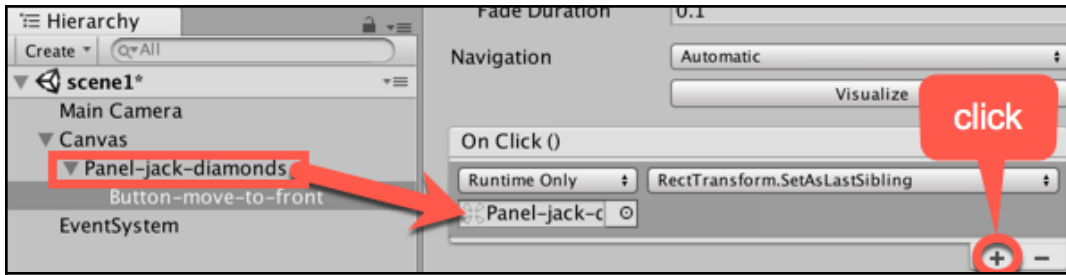 Hierarchy
Create
Q▾All
scene1*
Main Camera
Canvas
Panel-jack-diamonds
Button-move-to-front
EventSystem
Fade Duration
0.1
Navigation
Automatic
Visualize
click
On Click ()
Runtime Only
RectTransform.SetAsLastSibling
Panel-jack-c
+ −